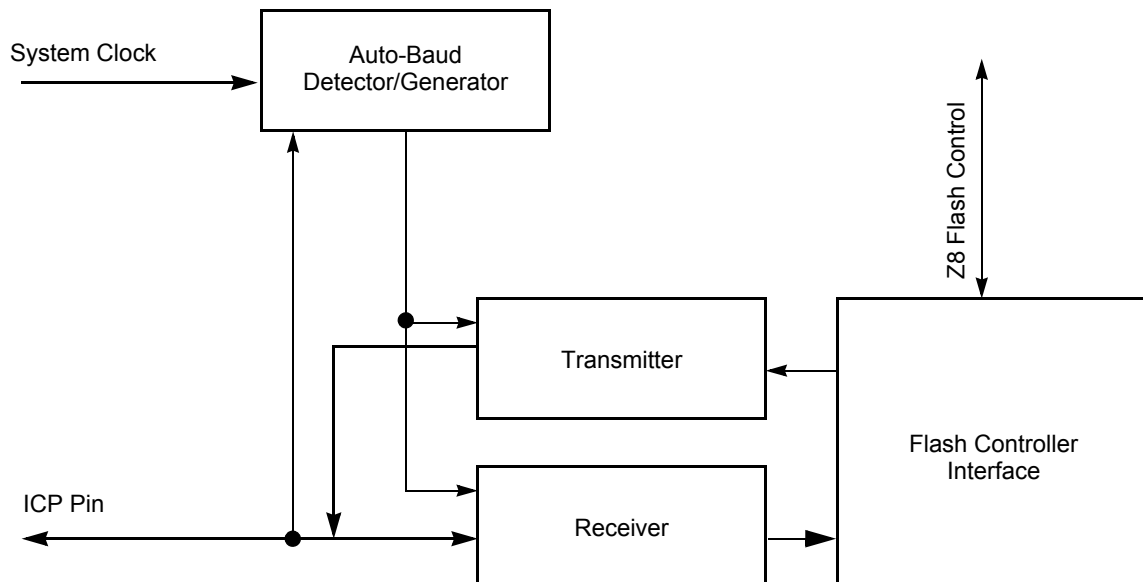 System Clock
Auto-Baud
Detector/Generator
Z8 Flash Control
Transmitter
Flash Controller
Interface
ICP Pin
Receiver